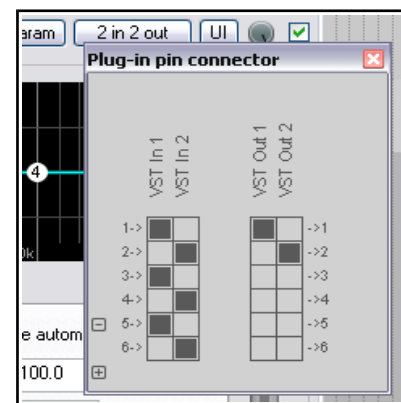 aram 2 in 2 out UI
Plug-in pin connector
VST In 1
VST In 2
VST Out 1
VST Out 2
1-> ->1
2-> ->2
3-> ->3
4-> ->4
5-> ->5
6-> ->6
4
0k
e autom
100.0